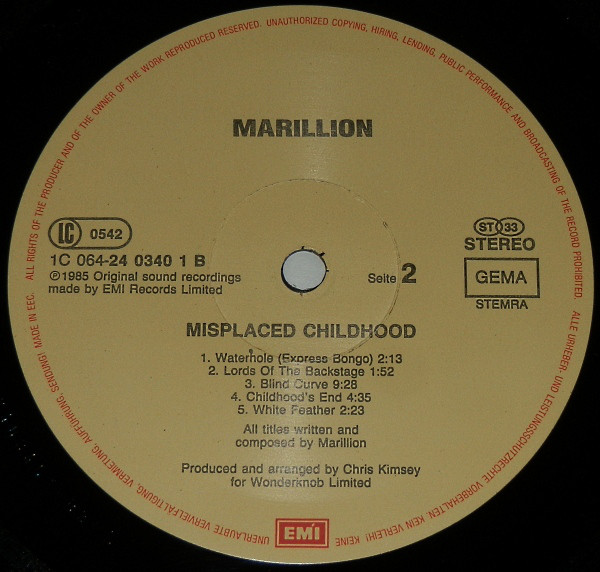 ALL RIGHTS OF THE PRODUCER AND OF THE OWNER OF THE WORK REPRODUCED RESERVED. UNAUTHORIZED COPYING, HIRING, LENDING, PUBLIC PERFORMANCE AND BROADCASTING OF THE RECORD PROHIBITED.
ALLE URHEBER- UND LEISTUNGSSCHUTZRECHTE VORBEHALTEN. KEIN VERLEIH! KEINE UNERLAUBTE VERVIELFÄLTIGUNG, VERMIETUNG, AUFFÜHRUNG, SENDUNG! MADE IN EEC.
MARILLION
LC 0542
1C 064-24 0340 1 B
℗1985 Original sound recordings
made by EMI Records Limited
Seite 2
ST 33
STEREO
GEMA
STEMRA
MISPLACED CHILDHOOD
1. Waterhole (Express Bongo) 2:13
2. Lords Of The Backstage 1:52
3. Blind Curve 9:28
4. Childhood's End 4:35
5. White Feather 2:23
All titles written and
composed by Marillion
Produced and arranged by Chris Kimsey
for Wonderknob Limited
EMI